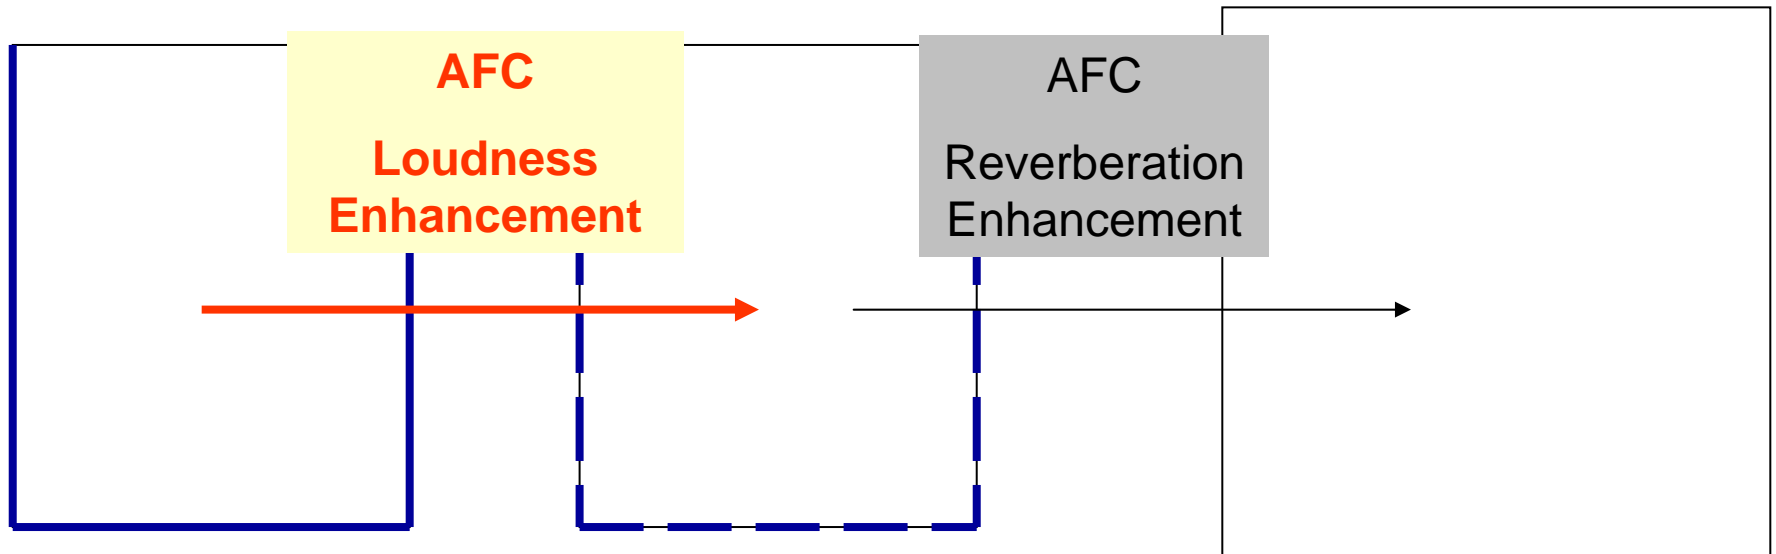 AFC
Loudness
Enhancement
AFC
Reverberation
Enhancement